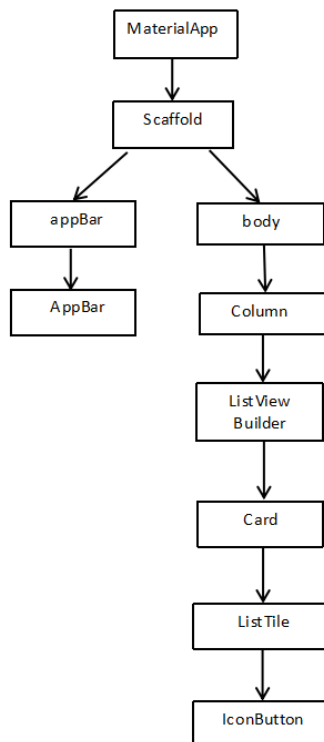 MaterialApp
Scaffold
appBar
body
AppBar
Column
ListView
Builder
Card
ListTile
IconButton